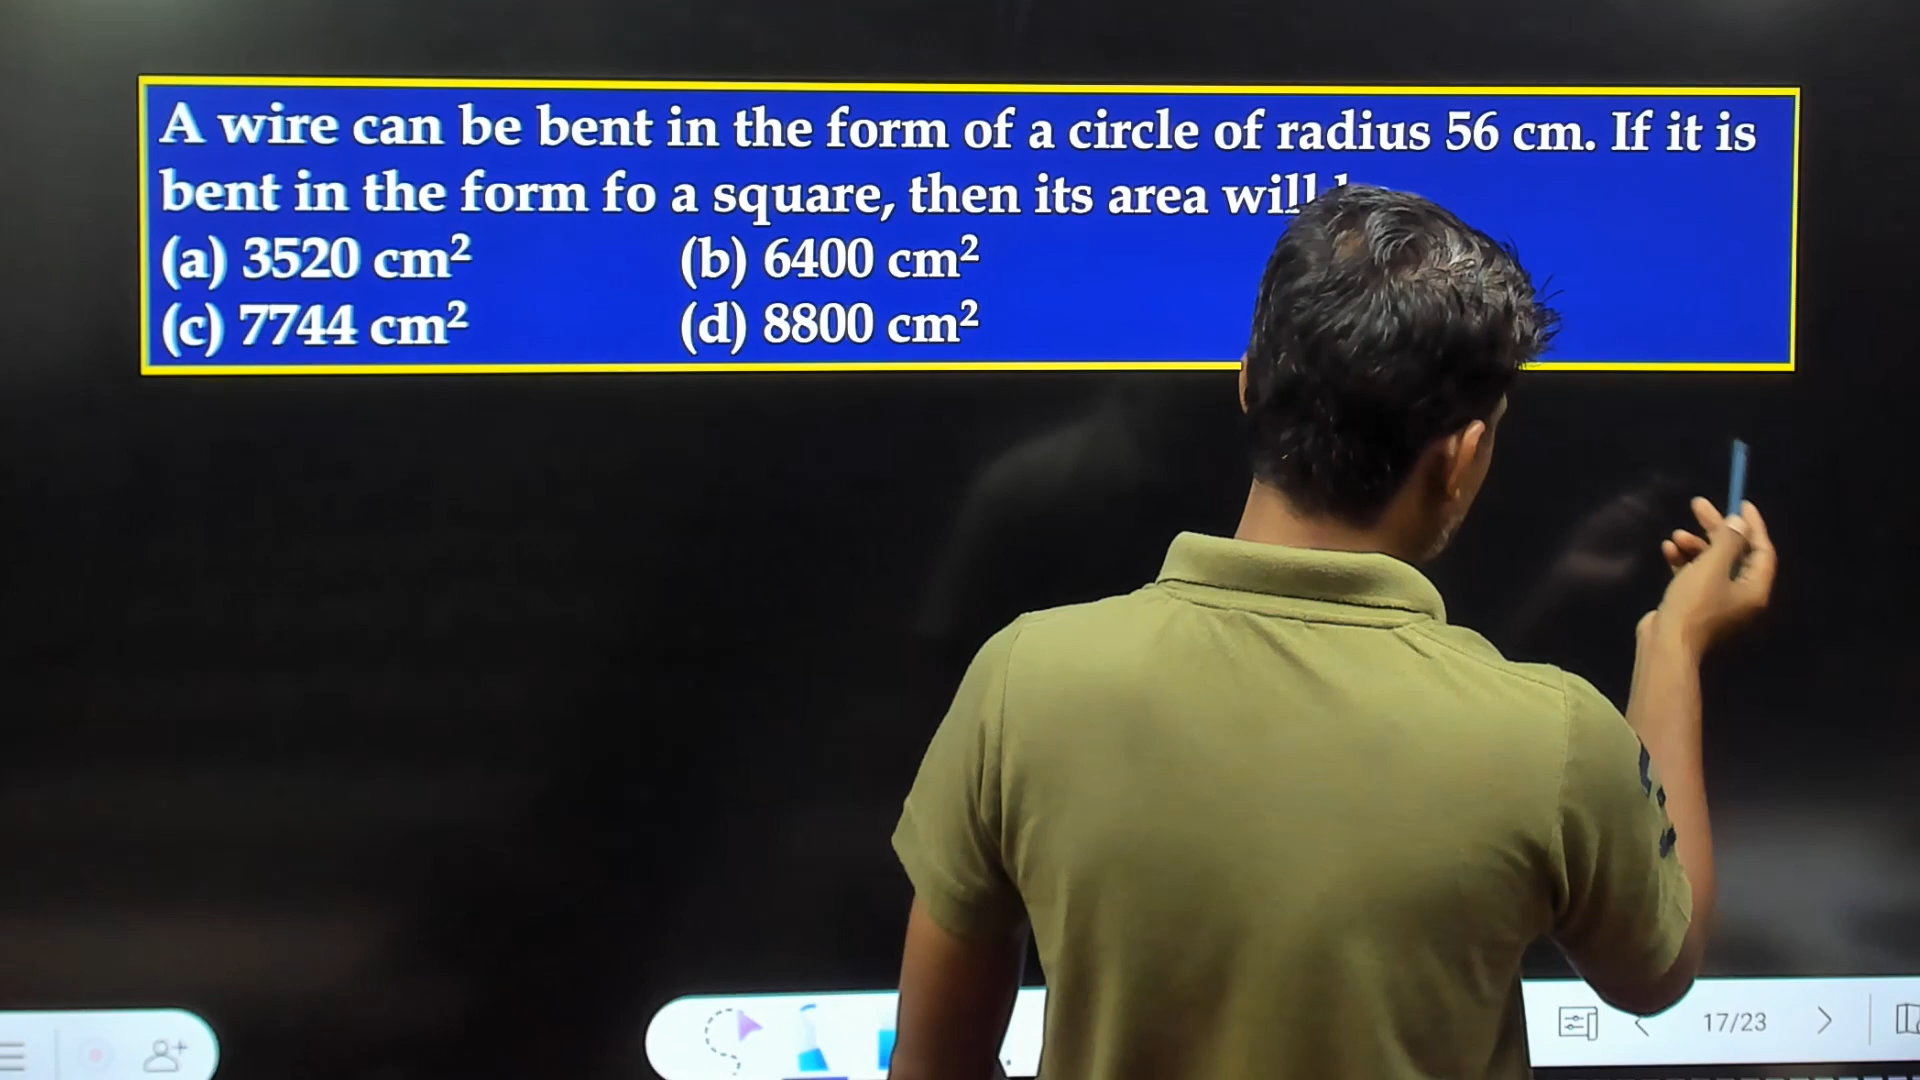 A wire can be bent in the form of a circle of radius 56 cm. If it is
bent in the form fo a square, then its area will
(a) 3520 cm² (b) 6400 cm²
(c) 7744 cm² (d) 8800 cm²
17/23